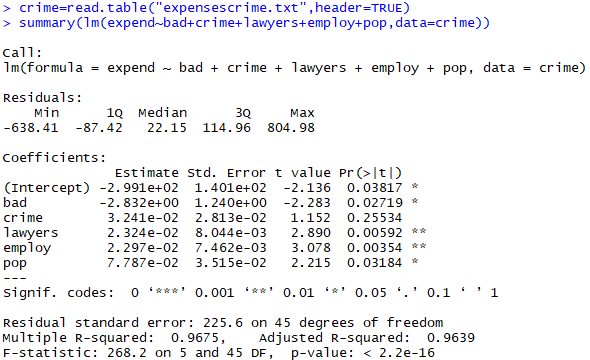 > crime=read.table("expensescrime.txt",header=TRUE)
> summary(lm(expend~bad+crime+lawyers+employ+pop,data=crime))
Call:
lm(formula = expend ~ bad + crime + lawyers + employ + pop, data = crime)
Residuals:
    Min      1Q  Median      3Q     Max
-638.41  -87.42   22.15  114.96  804.98
Coefficients:
              Estimate Std. Error t value Pr(>|t|)
(Intercept) -2.991e+02  1.401e+02  -2.136  0.03817 *
bad         -2.832e+00  1.240e+00  -2.283  0.02719 *
crime        3.241e-02  2.813e-02   1.152  0.25534
lawyers      2.324e-02  8.044e-03   2.890  0.00592 **
employ       2.297e-02  7.462e-03   3.078  0.00354 **
pop          7.787e-02  3.515e-02   2.215  0.03184 *
---
Signif. codes:  0 ‘***’ 0.001 ‘**’ 0.01 ‘*’ 0.05 ‘.’ 0.1 ‘ ’ 1
Residual standard error: 225.6 on 45 degrees of freedom
Multiple R-squared:  0.9675,    Adjusted R-squared:  0.9639
F-statistic: 268.2 on 5 and 45 DF,  p-value: < 2.2e-16